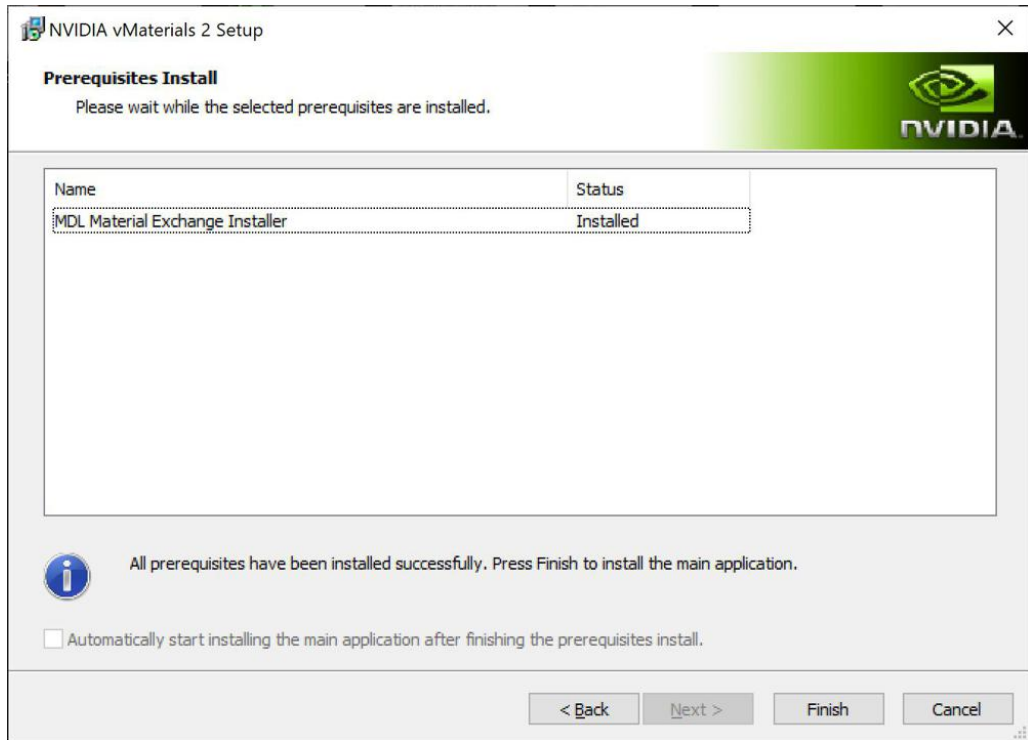 NVIDIA vMaterials 2 Setup
Prerequisites Install
Please wait while the selected prerequisites are installed.
NVIDIA.
Name Status
MDL Material Exchange Installer Installed
All prerequisites have been installed successfully. Press Finish to install the main application.
Automatically start installing the main application after finishing the prerequisites install.
< Back Next > Finish Cancel